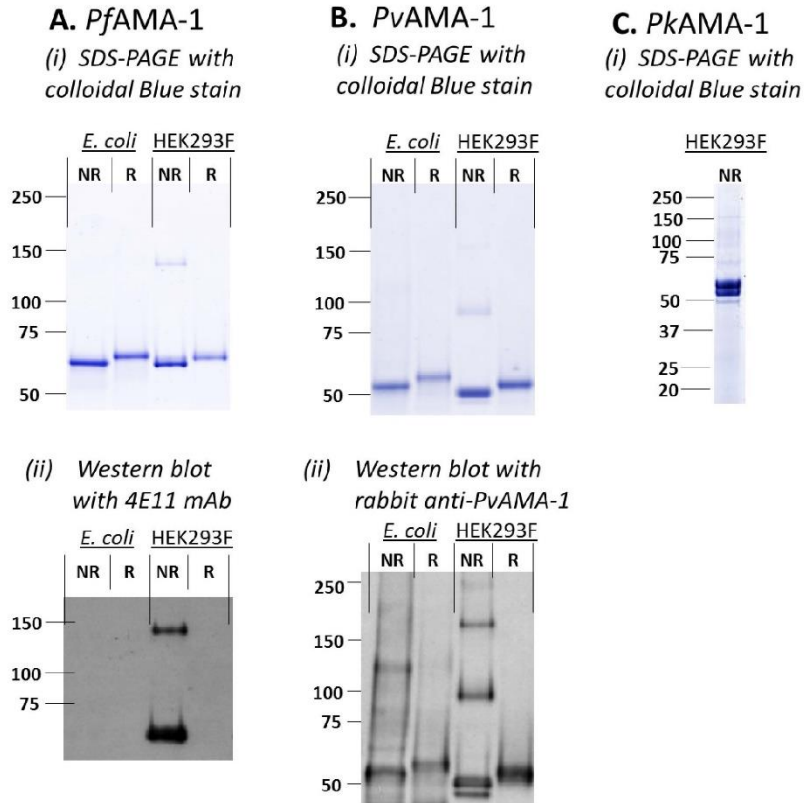 A. PfAMA-1
(i) SDS-PAGE with
colloidal Blue stain
E. coli HEK293F
NR R NR R
250
150
100
75
50
(ii) Western blot
with 4E11 mAb
E. coli HEK293F
NR R NR R
150
100
75
B. PvAMA-1
(i) SDS-PAGE with
colloidal Blue stain
E. coli HEK293F
NR R NR R
250
150
100
75
50
(ii) Western blot with
rabbit anti-PvAMA-1
E. coli HEK293F
NR R NR R
250
150
100
75
50
C. PkAMA-1
(i) SDS-PAGE with
colloidal Blue stain
HEK293F
NR
250
150
100
75
50
37
25
20